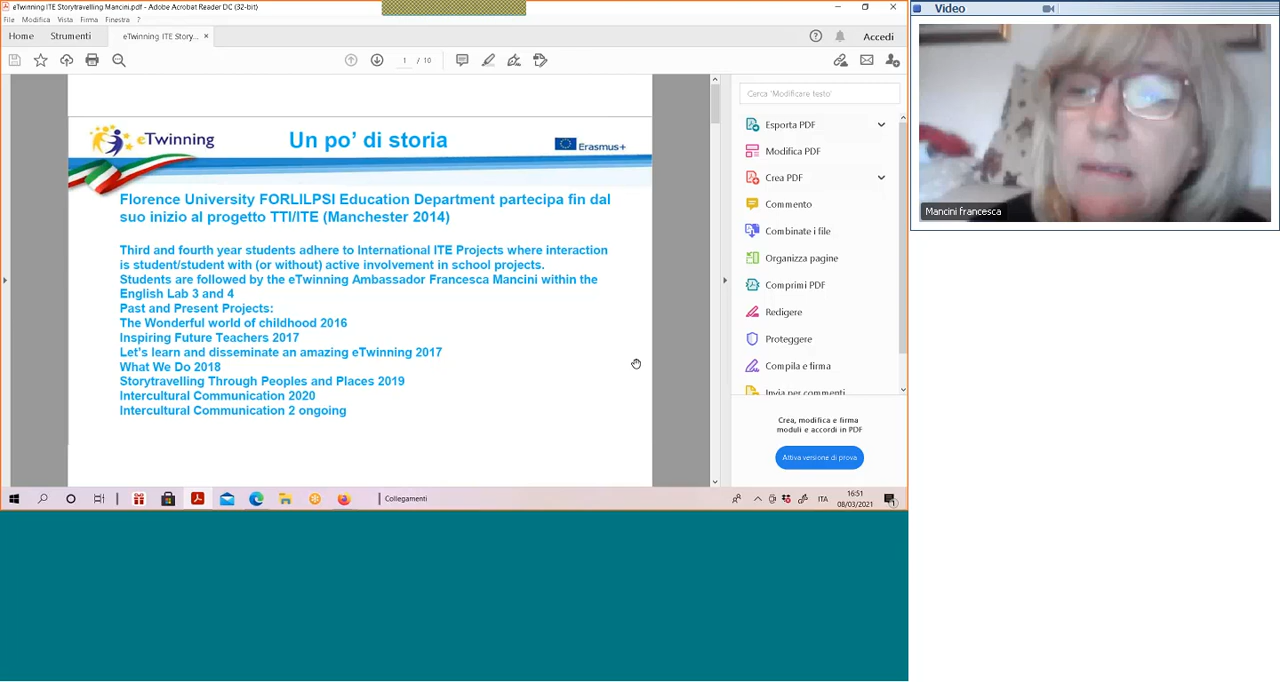 eTwinning ITE Storytravelling Mancini.pdf - Adobe Acrobat Reader DC (32-bit)
File Modifica Vista Firma Finestra ?
Home Strumenti eTwinning ITE Story... × Accedi
1 / 10
eTwinning
Un po' di storia
Erasmus+
Florence University FORLILPSI Education Department partecipa fin dal
suo inizio al progetto TTI/ITE (Manchester 2014)
Third and fourth year students adhere to International ITE Projects where interaction
is student/student with (or without) active involvement in school projects.
Students are followed by the eTwinning Ambassador Francesca Mancini within the
English Lab 3 and 4
Past and Present Projects:
The Wonderful world of childhood 2016
Inspiring Future Teachers 2017
Let's learn and disseminate an amazing eTwinning 2017
What We Do 2018
Storytravelling Through Peoples and Places 2019
Intercultural Communication 2020
Intercultural Communication 2 ongoing
Cerca 'Modificare testo'
Esporta PDF
Modifica PDF
Crea PDF
Commento
Combinate i file
Organizza pagine
Comprimi PDF
Redigere
Proteggere
Compila e firma
Invia per commenti
Crea, modifica e firma
moduli e accordi in PDF
Attiva versione di prova
Collegamenti
ITA
16:51
08/03/2021
1
Video
Mancini francesca